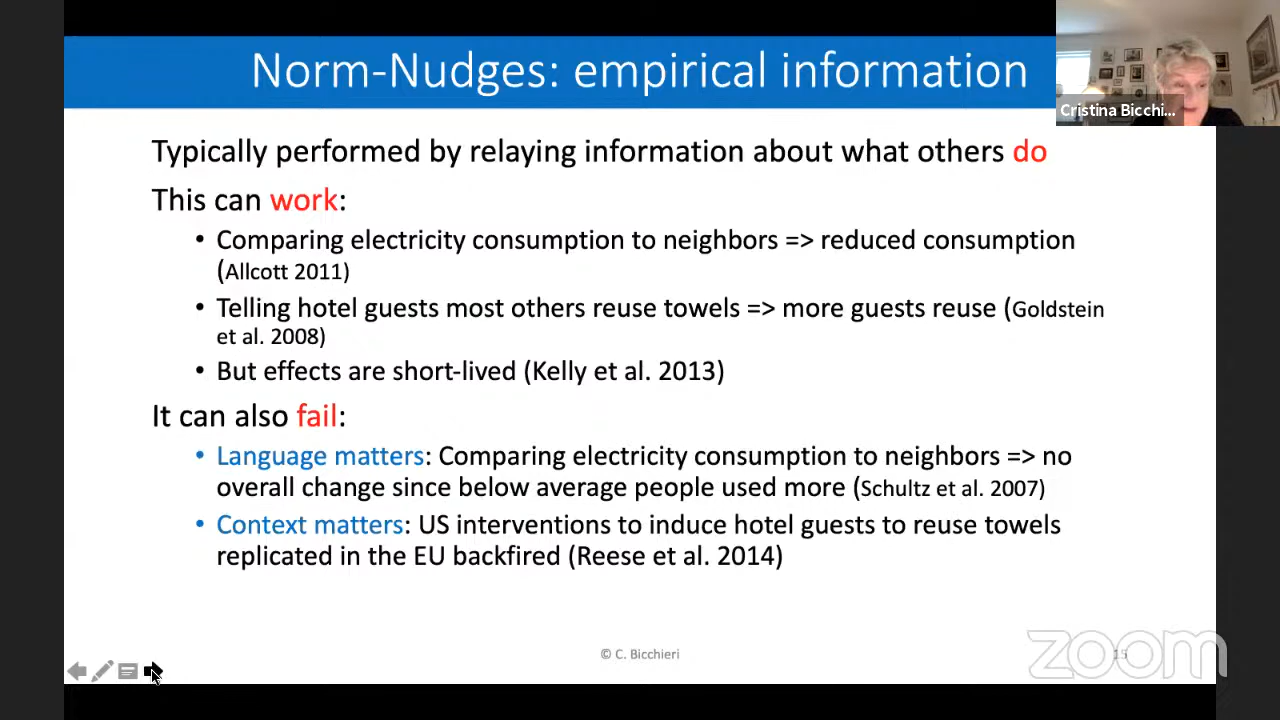 Norm-Nudges: empirical information
Cristina Bicchi...
Typically performed by relaying information about what others do
This can work:
• Comparing electricity consumption to neighbors => reduced consumption
(Allcott 2011)
• Telling hotel guests most others reuse towels => more guests reuse (Goldstein
et al. 2008)
• But effects are short-lived (Kelly et al. 2013)
It can also fail:
• Language matters: Comparing electricity consumption to neighbors => no
overall change since below average people used more (Schultz et al. 2007)
• Context matters: US interventions to induce hotel guests to reuse towels
replicated in the EU backfired (Reese et al. 2014)
© C. Bicchieri
15
zoom